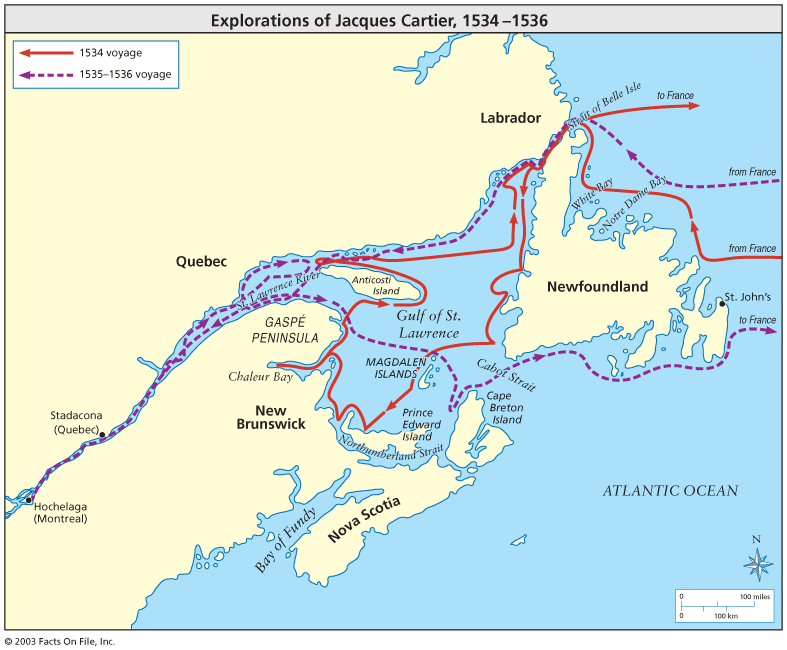 Explorations of Jacques Cartier, 1534–1536
1534 voyage
1535–1536 voyage
Strait of Belle Isle
to France
Labrador
from France
White Bay
Notre Dame Bay
from France
Quebec
St. Lawrence River
Anticosti
Island
Newfoundland
St. John's
to France
GASPÉ
PENINSULA
Gulf of St.
Lawrence
MAGDALEN
ISLANDS
Cabot Strait
Chaleur Bay
New
Brunswick
Prince
Edward
Island
Cape
Breton
Island
Stadacona
(Quebec)
Northumberland Strait
Hochelaga
(Montreal)
Bay of Fundy
Nova Scotia
ATLANTIC OCEAN
N
0 100 miles
0 100 km
© 2003 Facts On File, Inc.